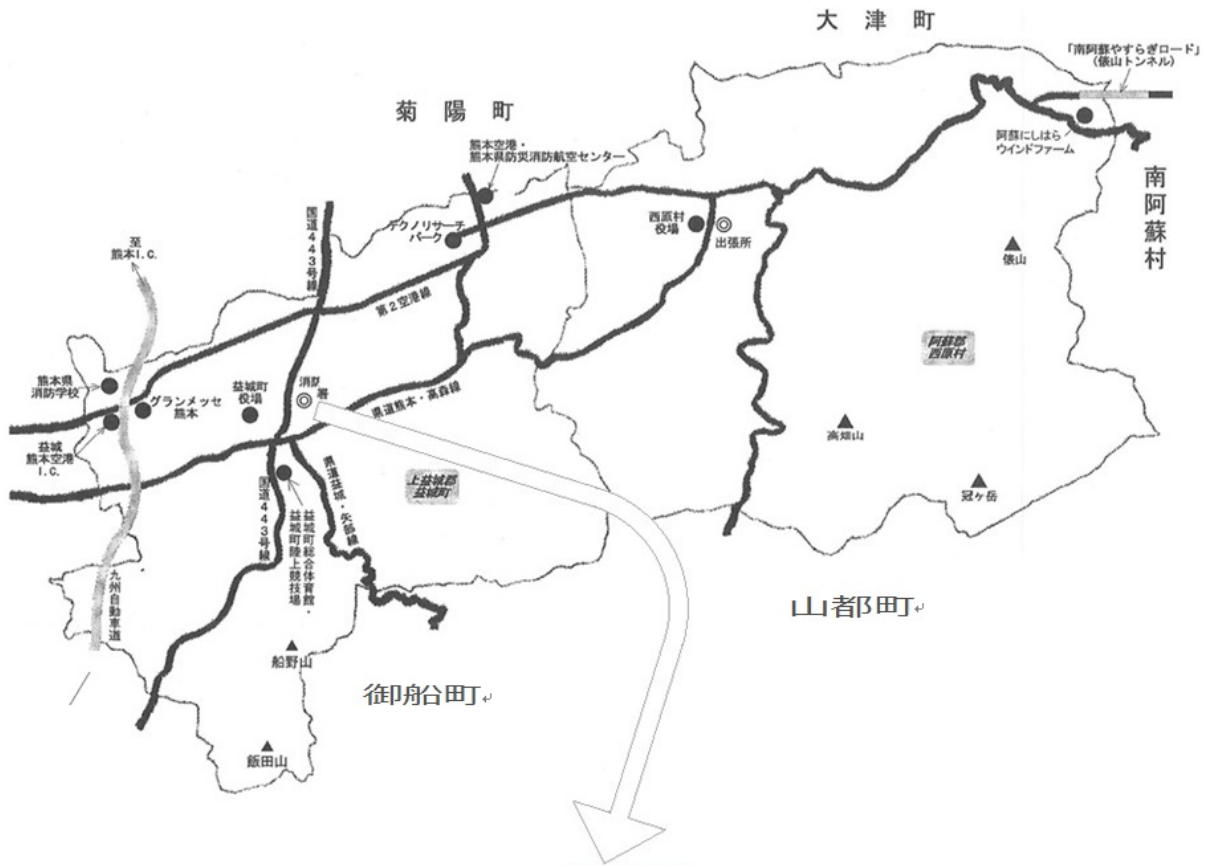 大津町
「南阿蘇やすらぎロード」
(俵山トンネル)
菊陽町
熊本空港・
熊本県防災消防航空センター
阿蘇にしはら
ウインドファーム
南阿蘇村
至
熊本I.C.
国道443号線
テクノリサーチ
パーク
西原村
役場
出張所
俵山
第2空港線
阿蘇郡
西原村
熊本県
消防学校
グランメッセ
熊本
益城町
役場
消防
署
県道熊本・高森線
高畑山
益城
熊本空港
I.C.
上益城郡
益城町
冠ヶ岳
国道443号線
県道益城・矢部線
益城町総合体育館・
益城町陸上競技場
九州自動車道
山都町
船野山
御船町
飯田山